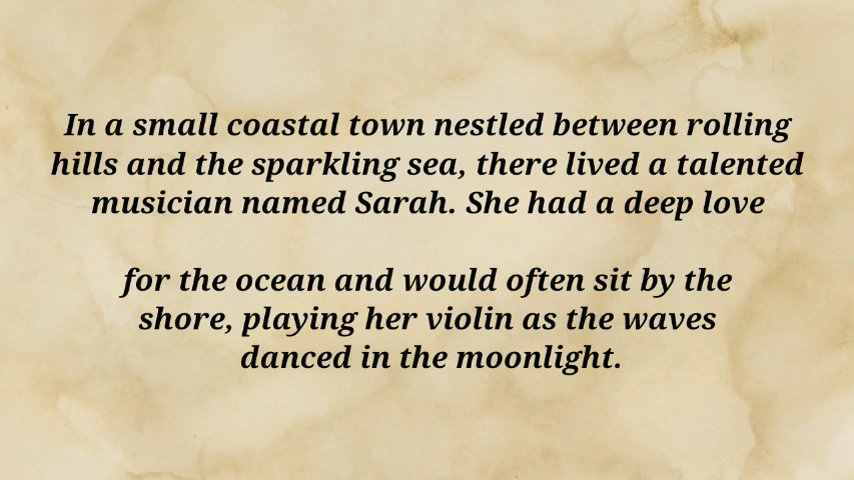 In a small coastal town nestled between rolling
hills and the sparkling sea, there lived a talented
musician named Sarah. She had a deep love
for the ocean and would often sit by the
shore, playing her violin as the waves
danced in the moonlight.